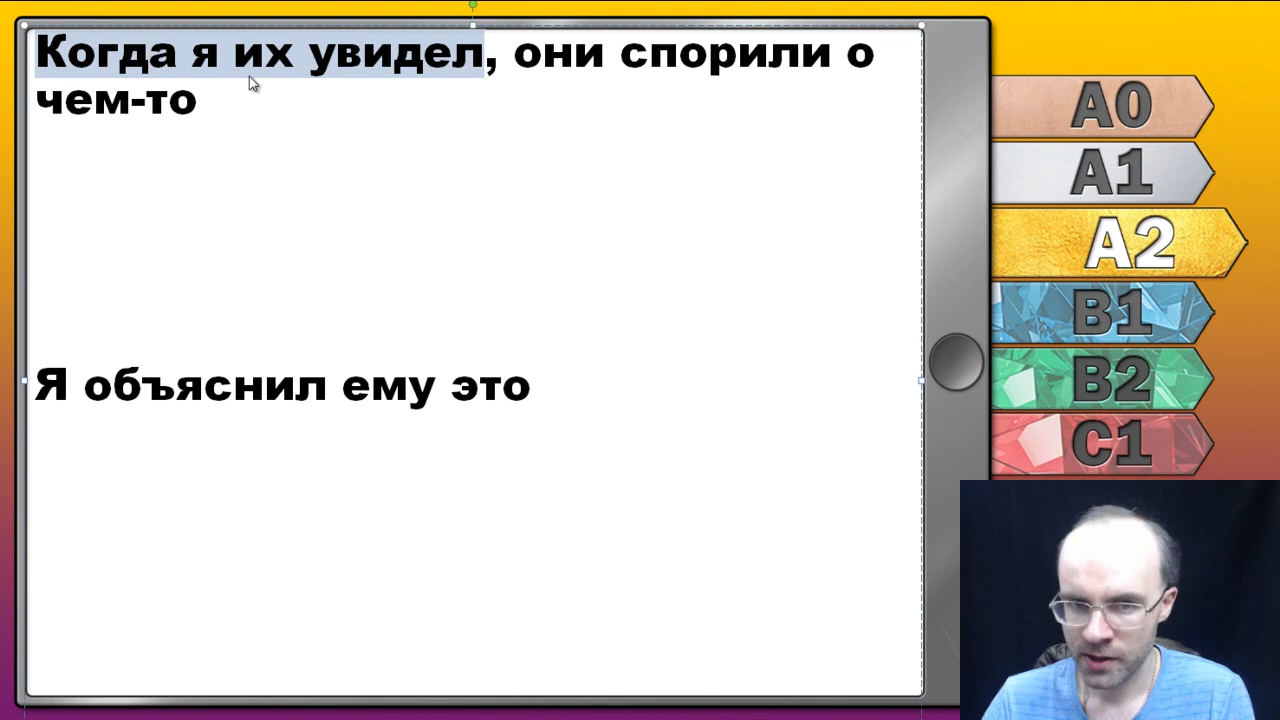 Когда я их увидел, они спорили о
чем-то
Я объяснил ему это
A0
A1
A2
B1
B2
C1